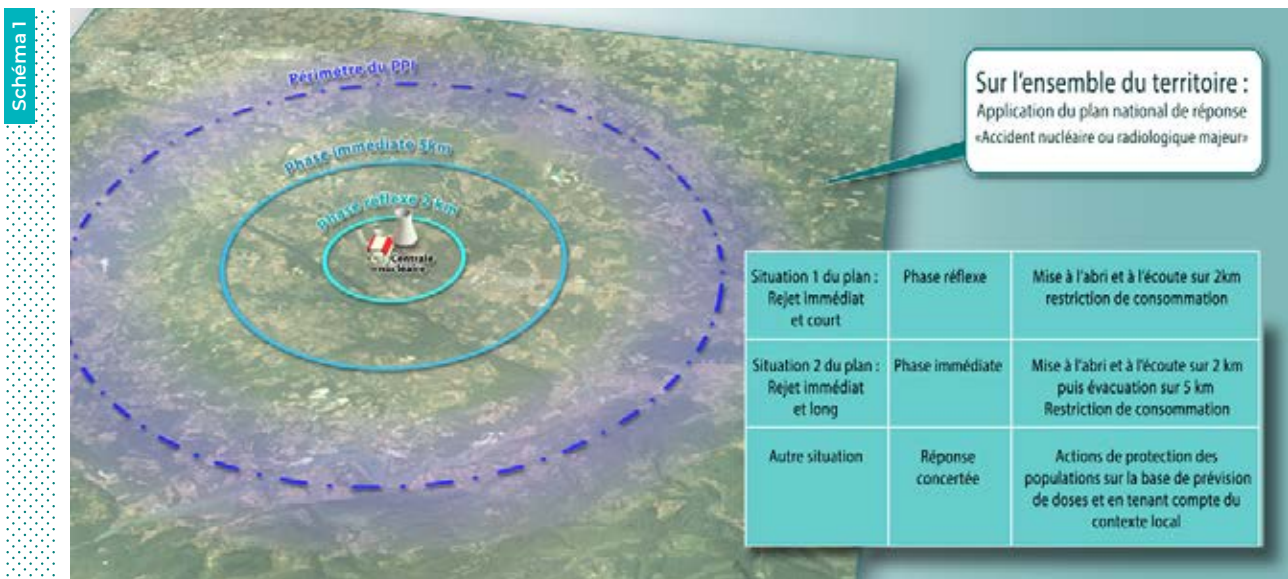 Schéma 1
Périmètre du PPI
Phase immédiate 5km
Phase réflexe 2 km
Centrale
nucléaire
Sur l'ensemble du territoire :
Application du plan national de réponse
«Accident nucléaire ou radiologique majeur»
Situation 1 du plan :
Rejet immédiat
et court
Phase réflexe
Mise à l'abri et à l'écoute sur 2km
restriction de consommation
Situation 2 du plan :
Rejet immédiat
et long
Phase immédiate
Mise à l'abri et à l'écoute sur 2 km
puis évacuation sur 5 km
Restriction de consommation
Autre situation
Réponse
concertée
Actions de protection des
populations sur la base de prévision
de doses et en tenant compte du
contexte local